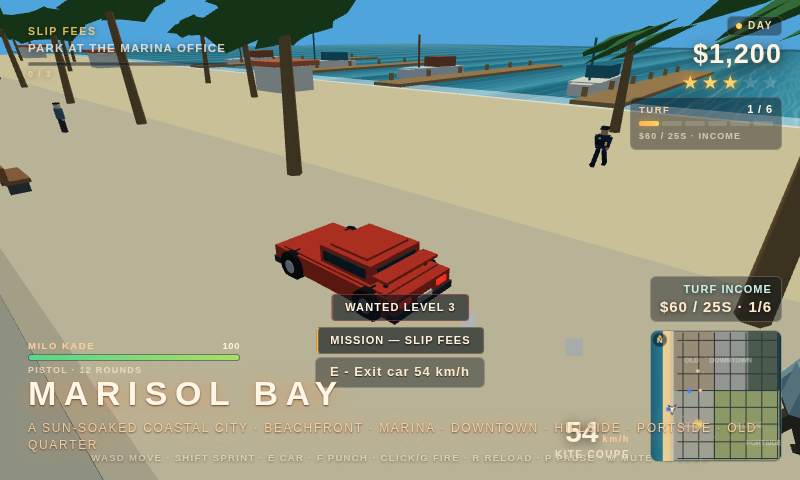 SLIP FEES
PARK AT THE MARINA OFFICE
0 / 3
DAY
$1,200
TURF 1 / 6
$60 / 25S · INCOME
TURF INCOME
$60 / 25S · 1/6
WANTED LEVEL 3
MISSION — SLIP FEES
E - Exit car 54 km/h
MILO KADE 100
PISTOL · 12 ROUNDS
MARISOL BAY
A SUN-SOAKED COASTAL CITY · BEACHFRONT · MARINA · DOWNTOWN · HILLSIDE · PORTSIDE · OLD QUARTER
54 km/h
KITE COUPE
WASD MOVE · SHIFT SPRINT · E CAR · F PUNCH · CLICK/G FIRE · R RELOAD · P PAUSE · M MUTE
N
OLD DOWNTOWN
PORTSIDE